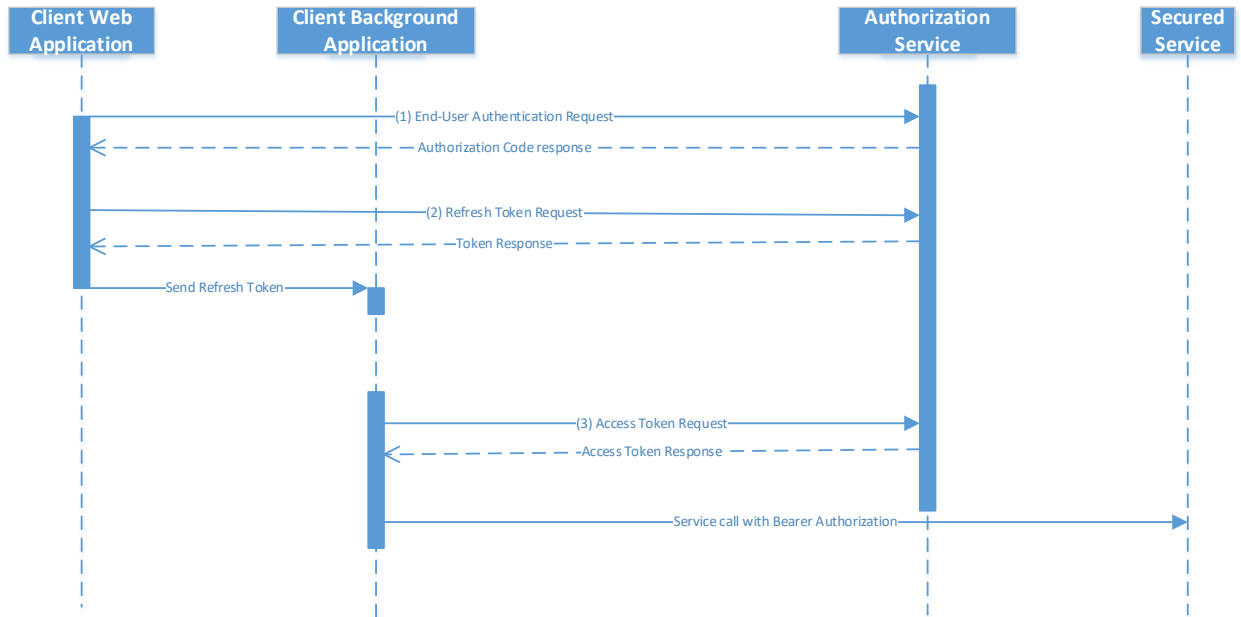 Client Web
Application
Client Background
Application
Authorization
Service
Secured
Service
(1) End-User Authentication Request
Authorization Code response
(2) Refresh Token Request
Token Response
Send Refresh Token
(3) Access Token Request
Access Token Response
Service call with Bearer Authorization